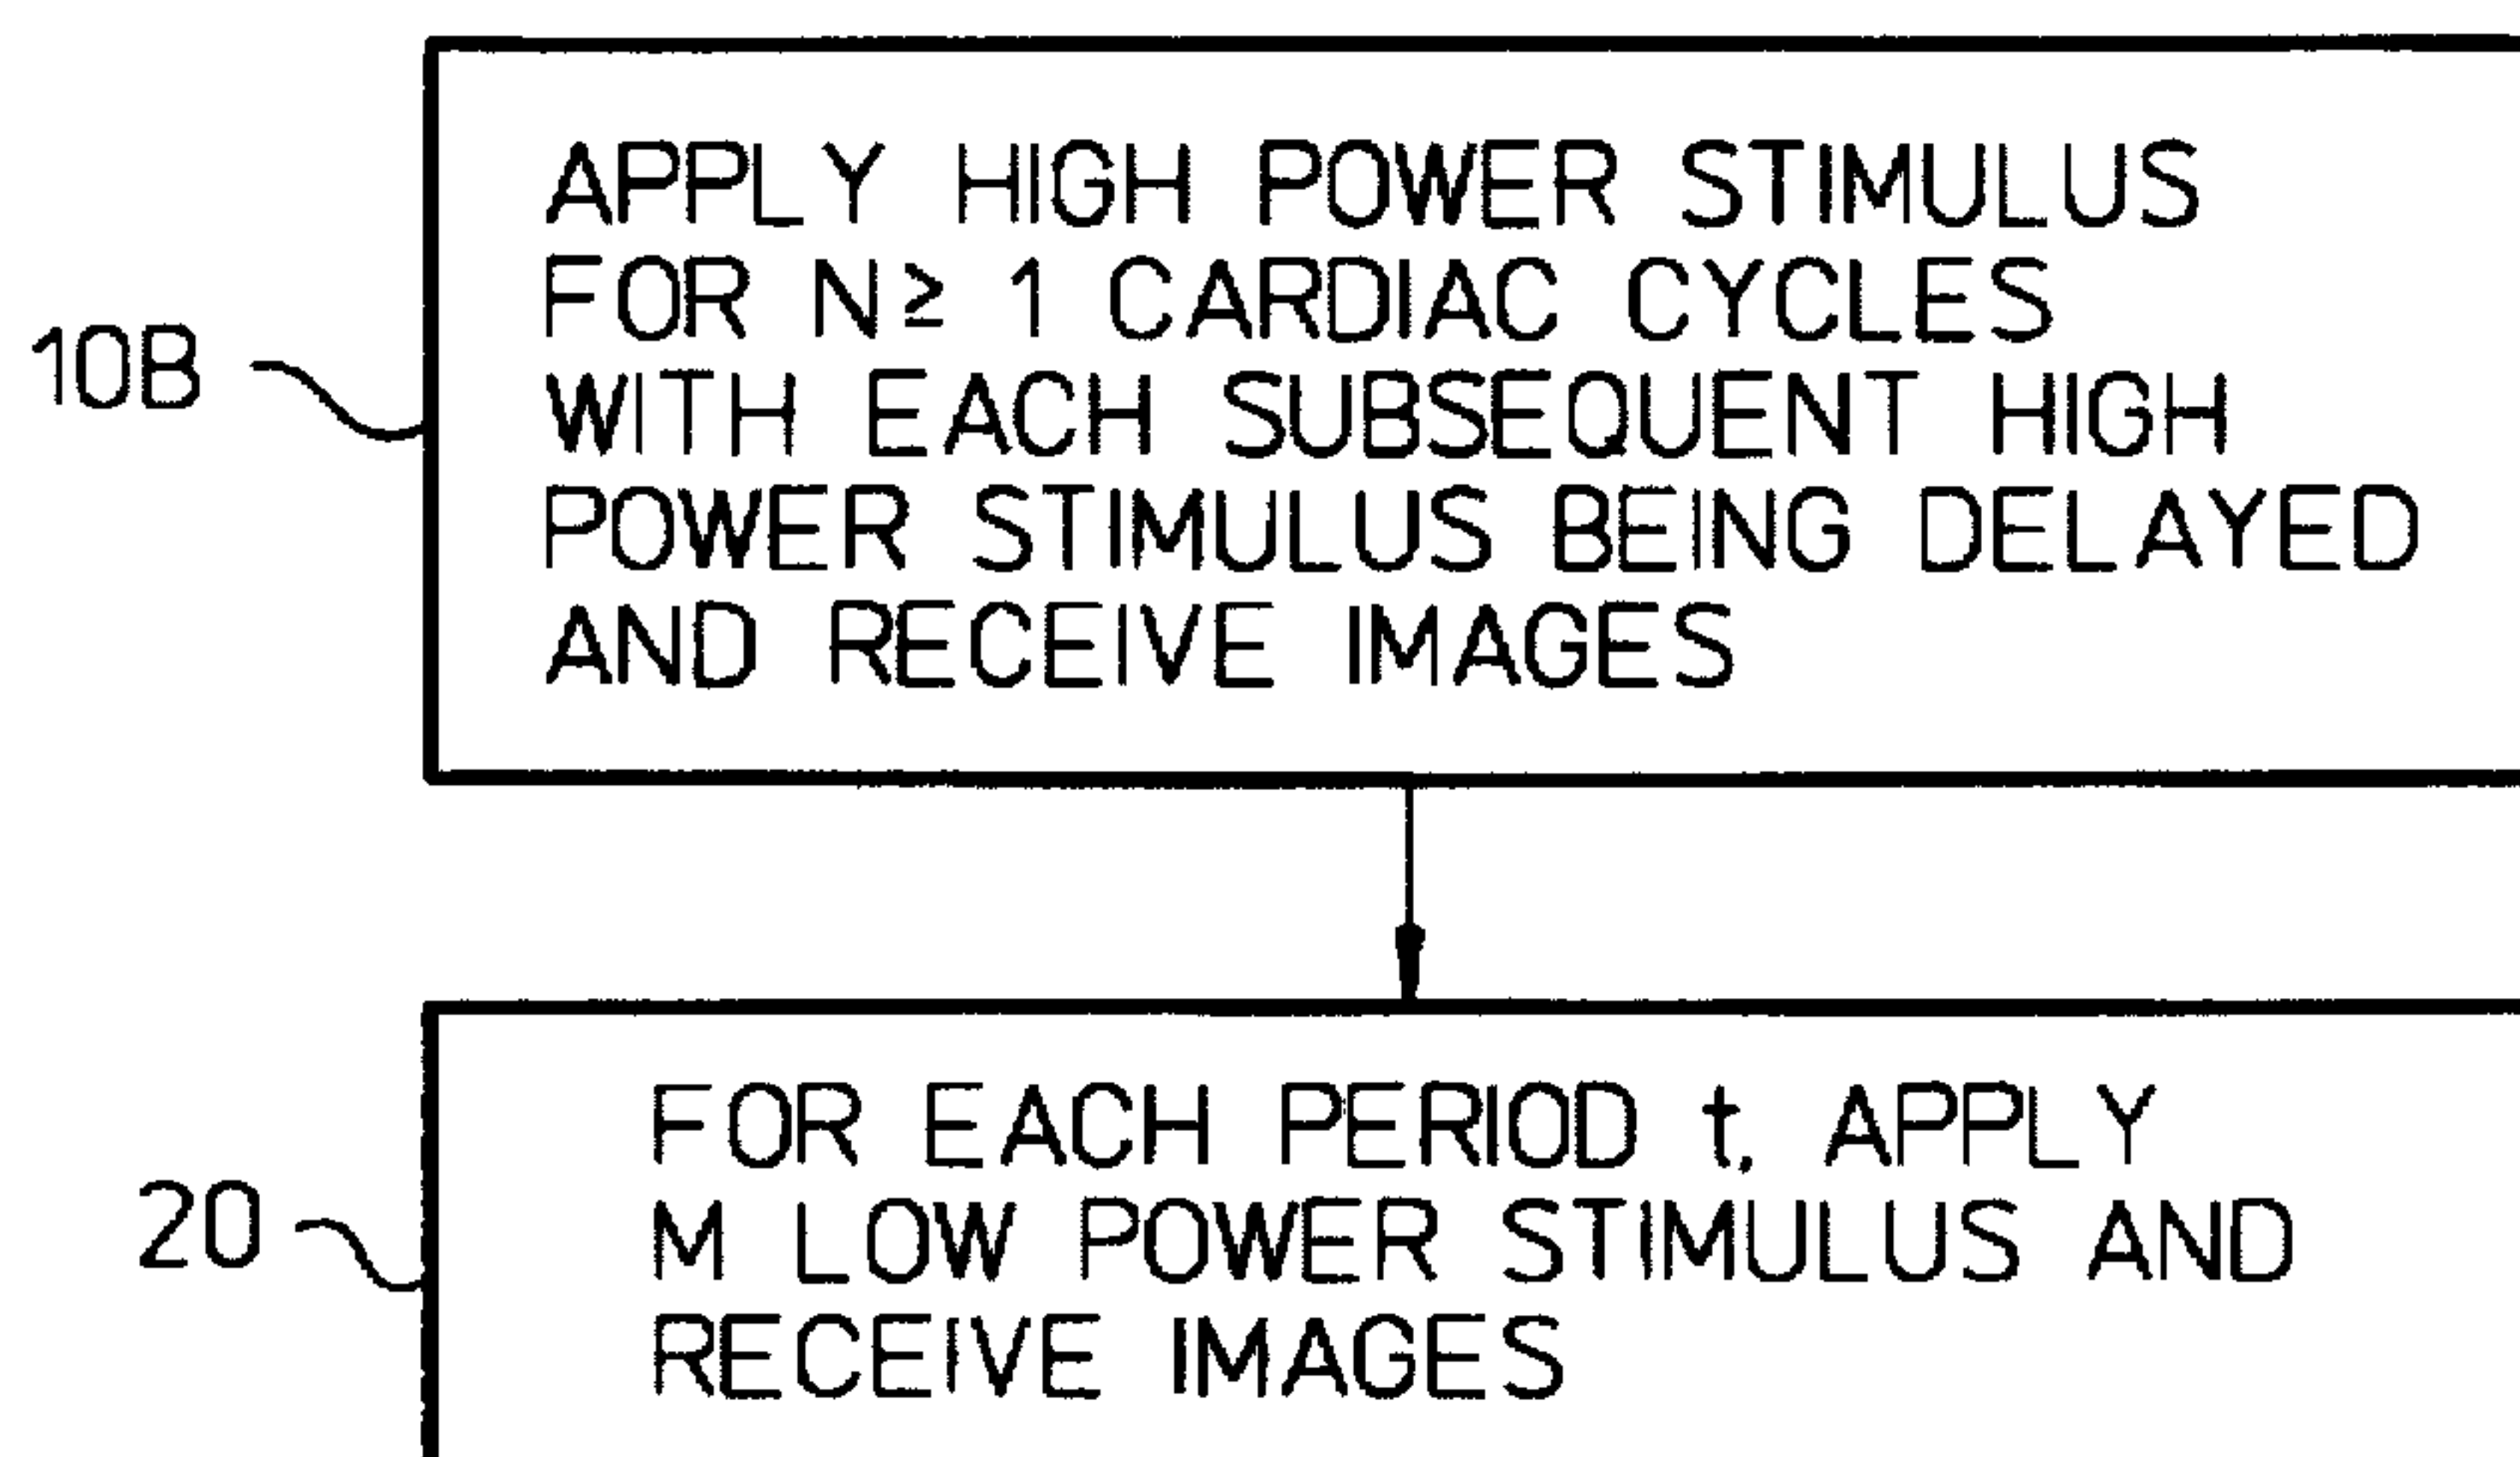 APPLY HIGH POWER STIMULUS
FOR N≥ 1 CARDIAC CYCLES
WITH EACH SUBSEQUENT HIGH
POWER STIMULUS BEING DELAYED
AND RECEIVE IMAGES
10B
FOR EACH PERIOD t, APPLY
M LOW POWER STIMULUS AND
RECEIVE IMAGES
20